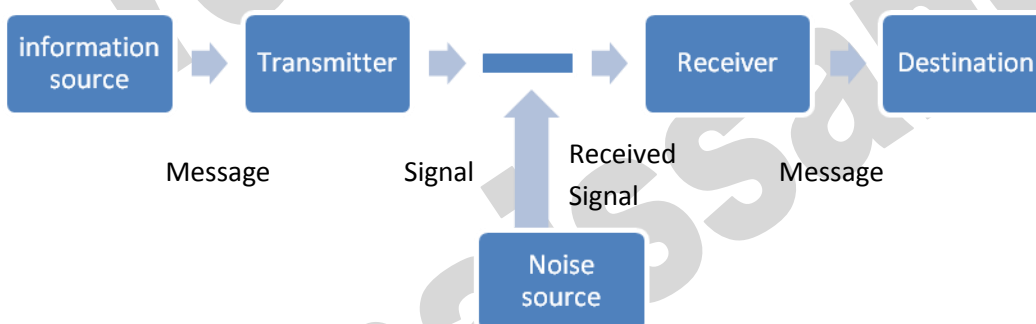 information
source
Transmitter
Receiver
Destination
Message
Signal
Received
Signal
Message
Noise
source